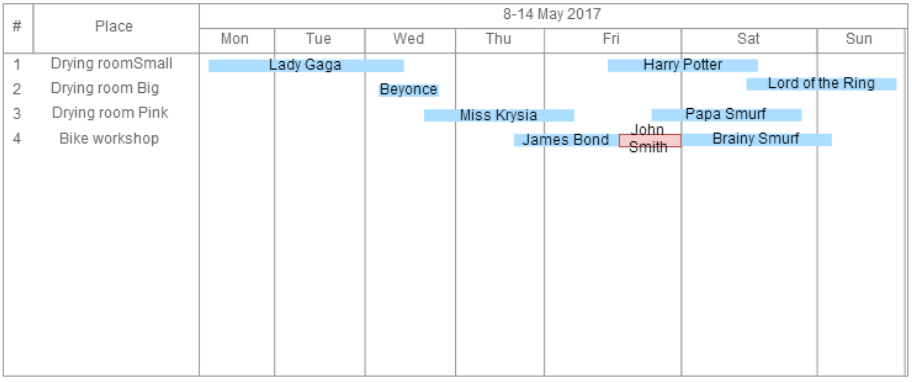 # Place 8-14 May 2017
Mon Tue Wed Thu Fri Sat Sun
1 Drying roomSmall Lady Gaga Harry Potter
2 Drying room Big Beyonce Lord of the Ring
3 Drying room Pink Miss Krysia Papa Smurf
4 Bike workshop James Bond John Smith Brainy Smurf